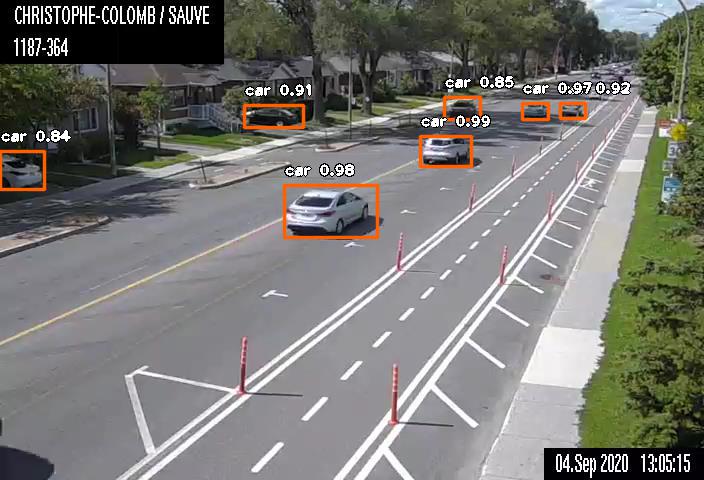 CHRISTOPHE-COLOMB / SAUVE
1187-364
car 0.91
car 0.85
car 0.97
0.92
car 0.99
car 0.84
car 0.98
04.Sep 2020 13:05:15